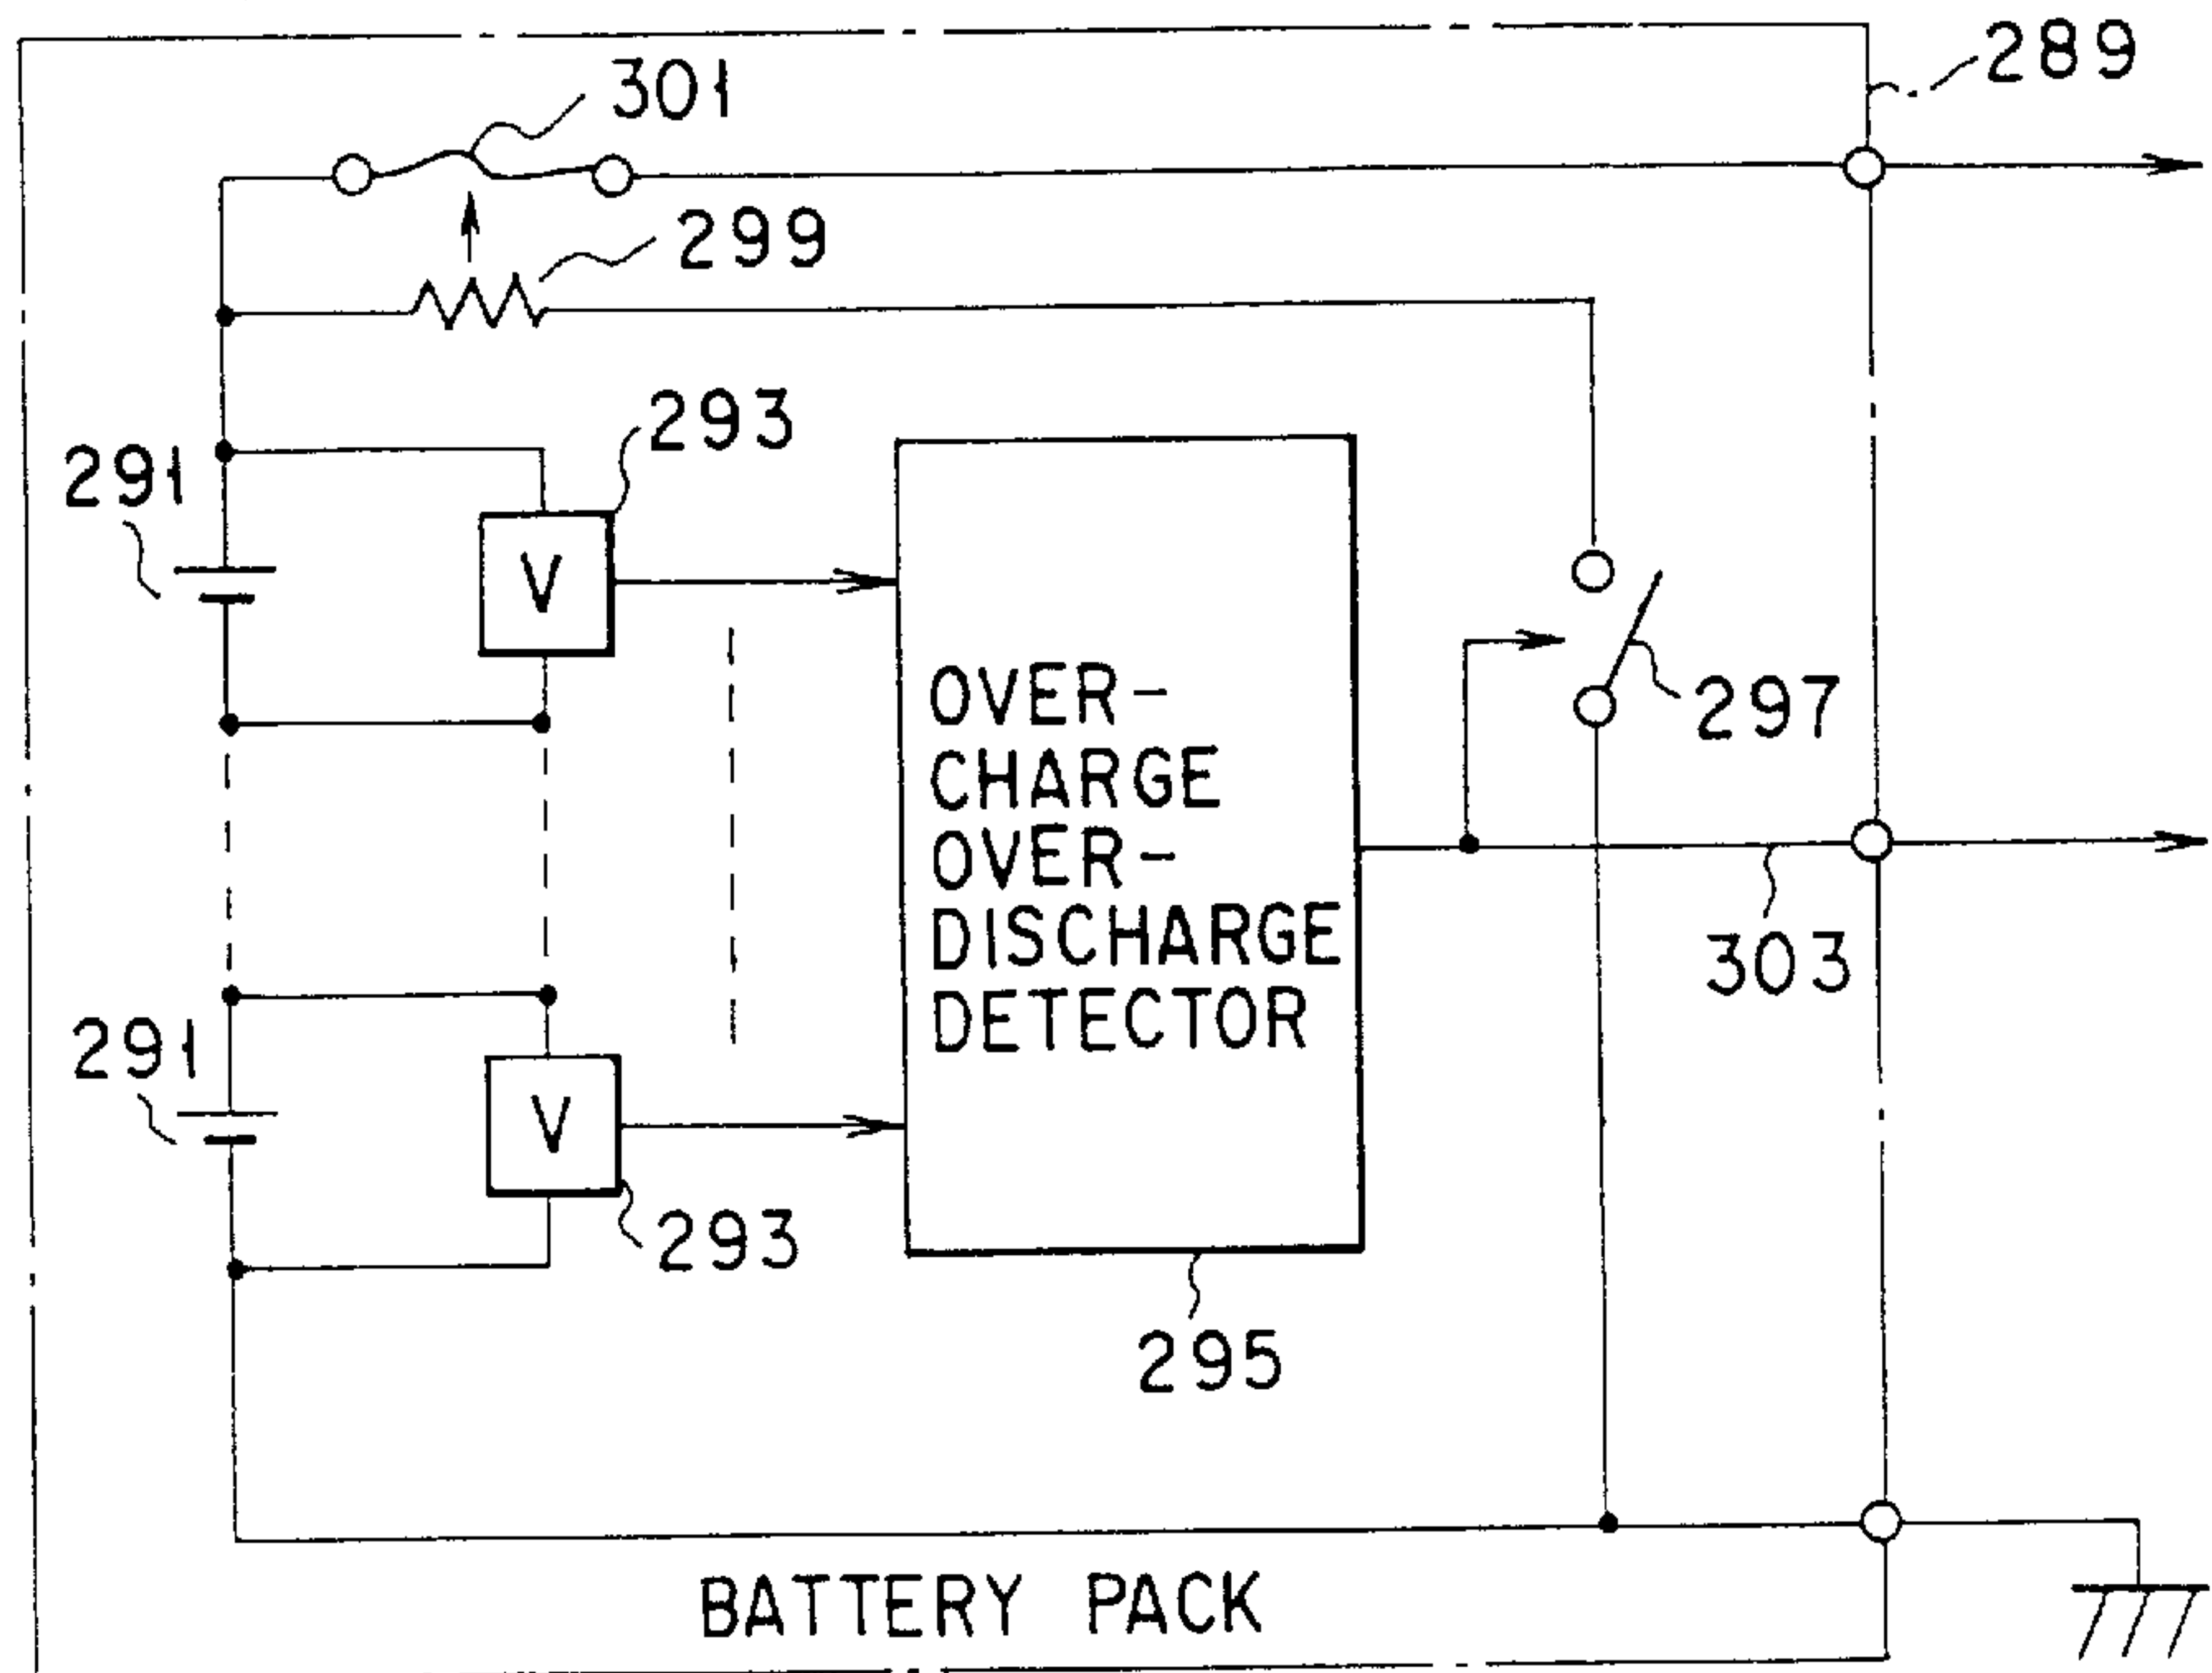 289
301
299
293
291
V
OVER-
CHARGE
OVER-
DISCHARGE
DETECTOR
297
303
291
V
293
295
BATTERY PACK